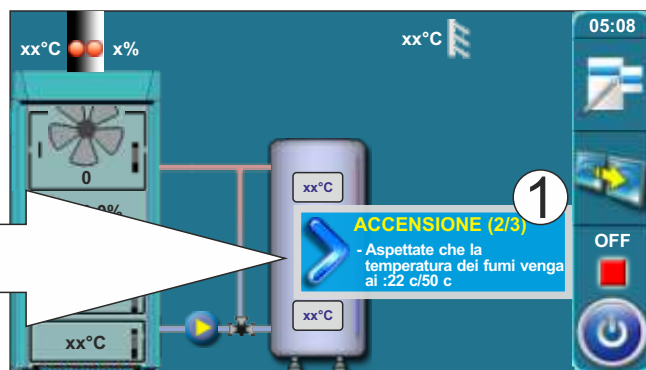 05:08
xx°C x%
xx°C
0
xx°C
1
ACCENSIONE (2/3)
- Aspettate che la
temperatura dei fumi venga
ai :22 c/50 c
OFF
xx°C
xx°C